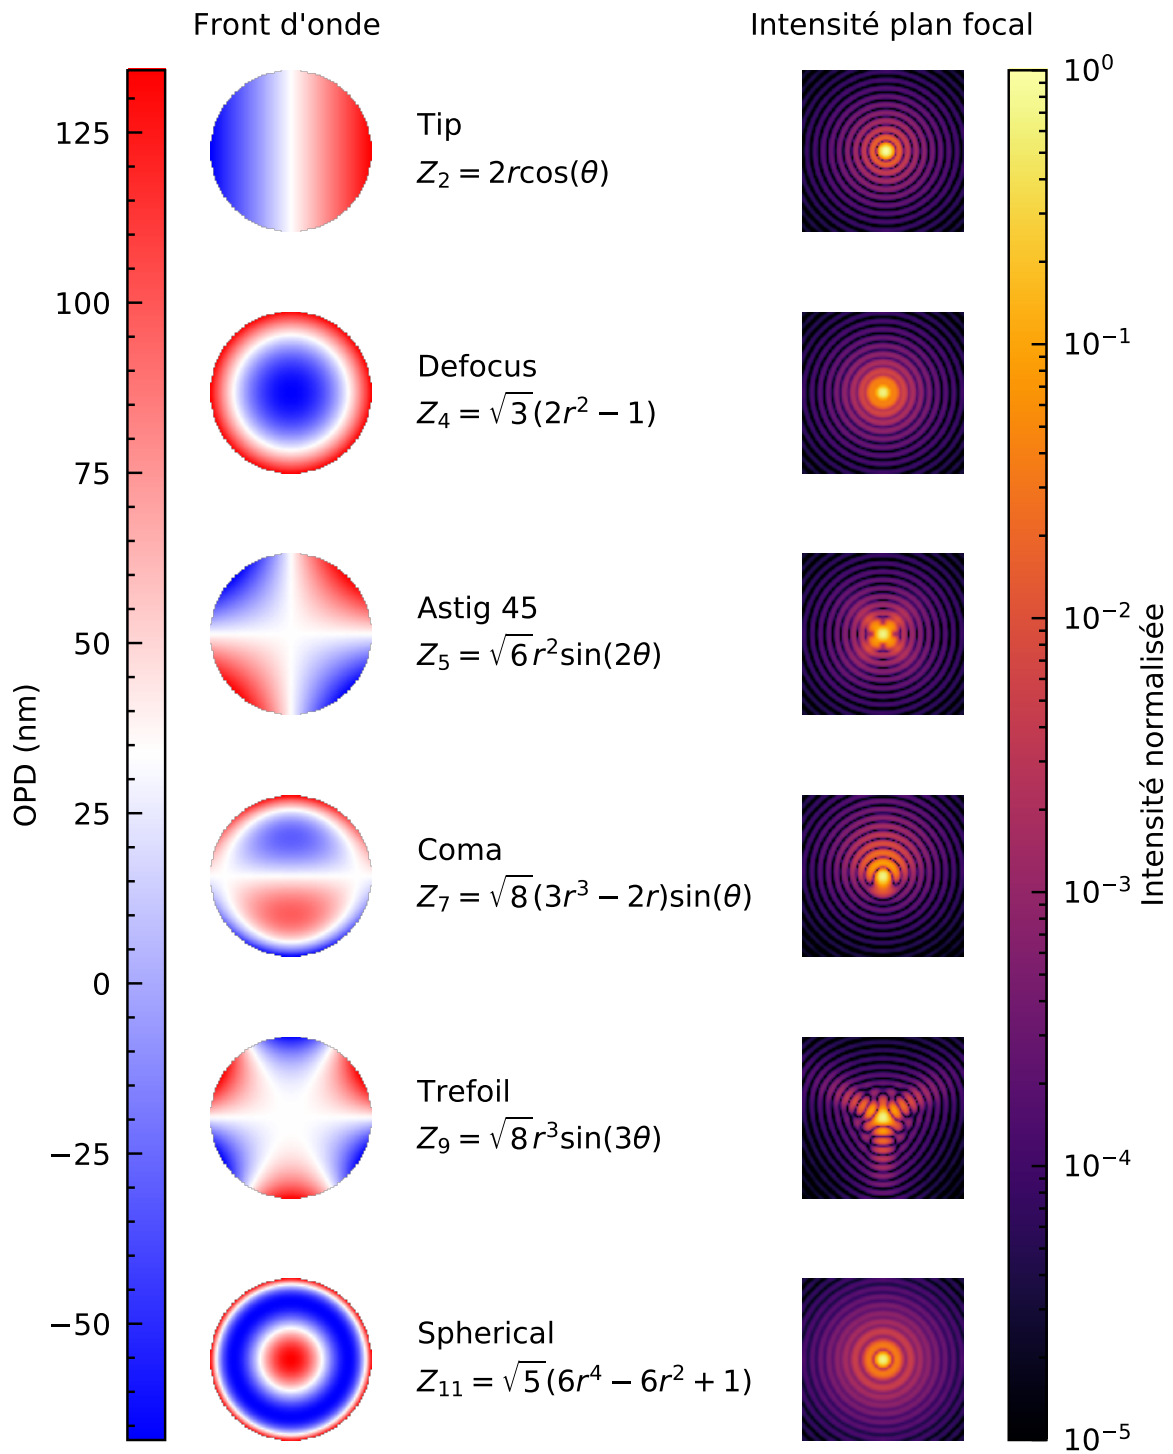 Front d'onde
Intensité plan focal
OPD (nm)
125
100
75
50
25
0
−25
−50
Tip
Z₂ = 2rcos(θ)
Defocus
Z₄ = √3(2r² − 1)
Astig 45
Z₅ = √6r²sin(2θ)
Coma
Z₇ = √8(3r³ − 2r)sin(θ)
Trefoil
Z₉ = √8r³sin(3θ)
Spherical
Z₁₁ = √5(6r⁴ − 6r² + 1)
10⁰
10⁻¹
10⁻²
10⁻³
10⁻⁴
10⁻⁵
Intensité normalisée